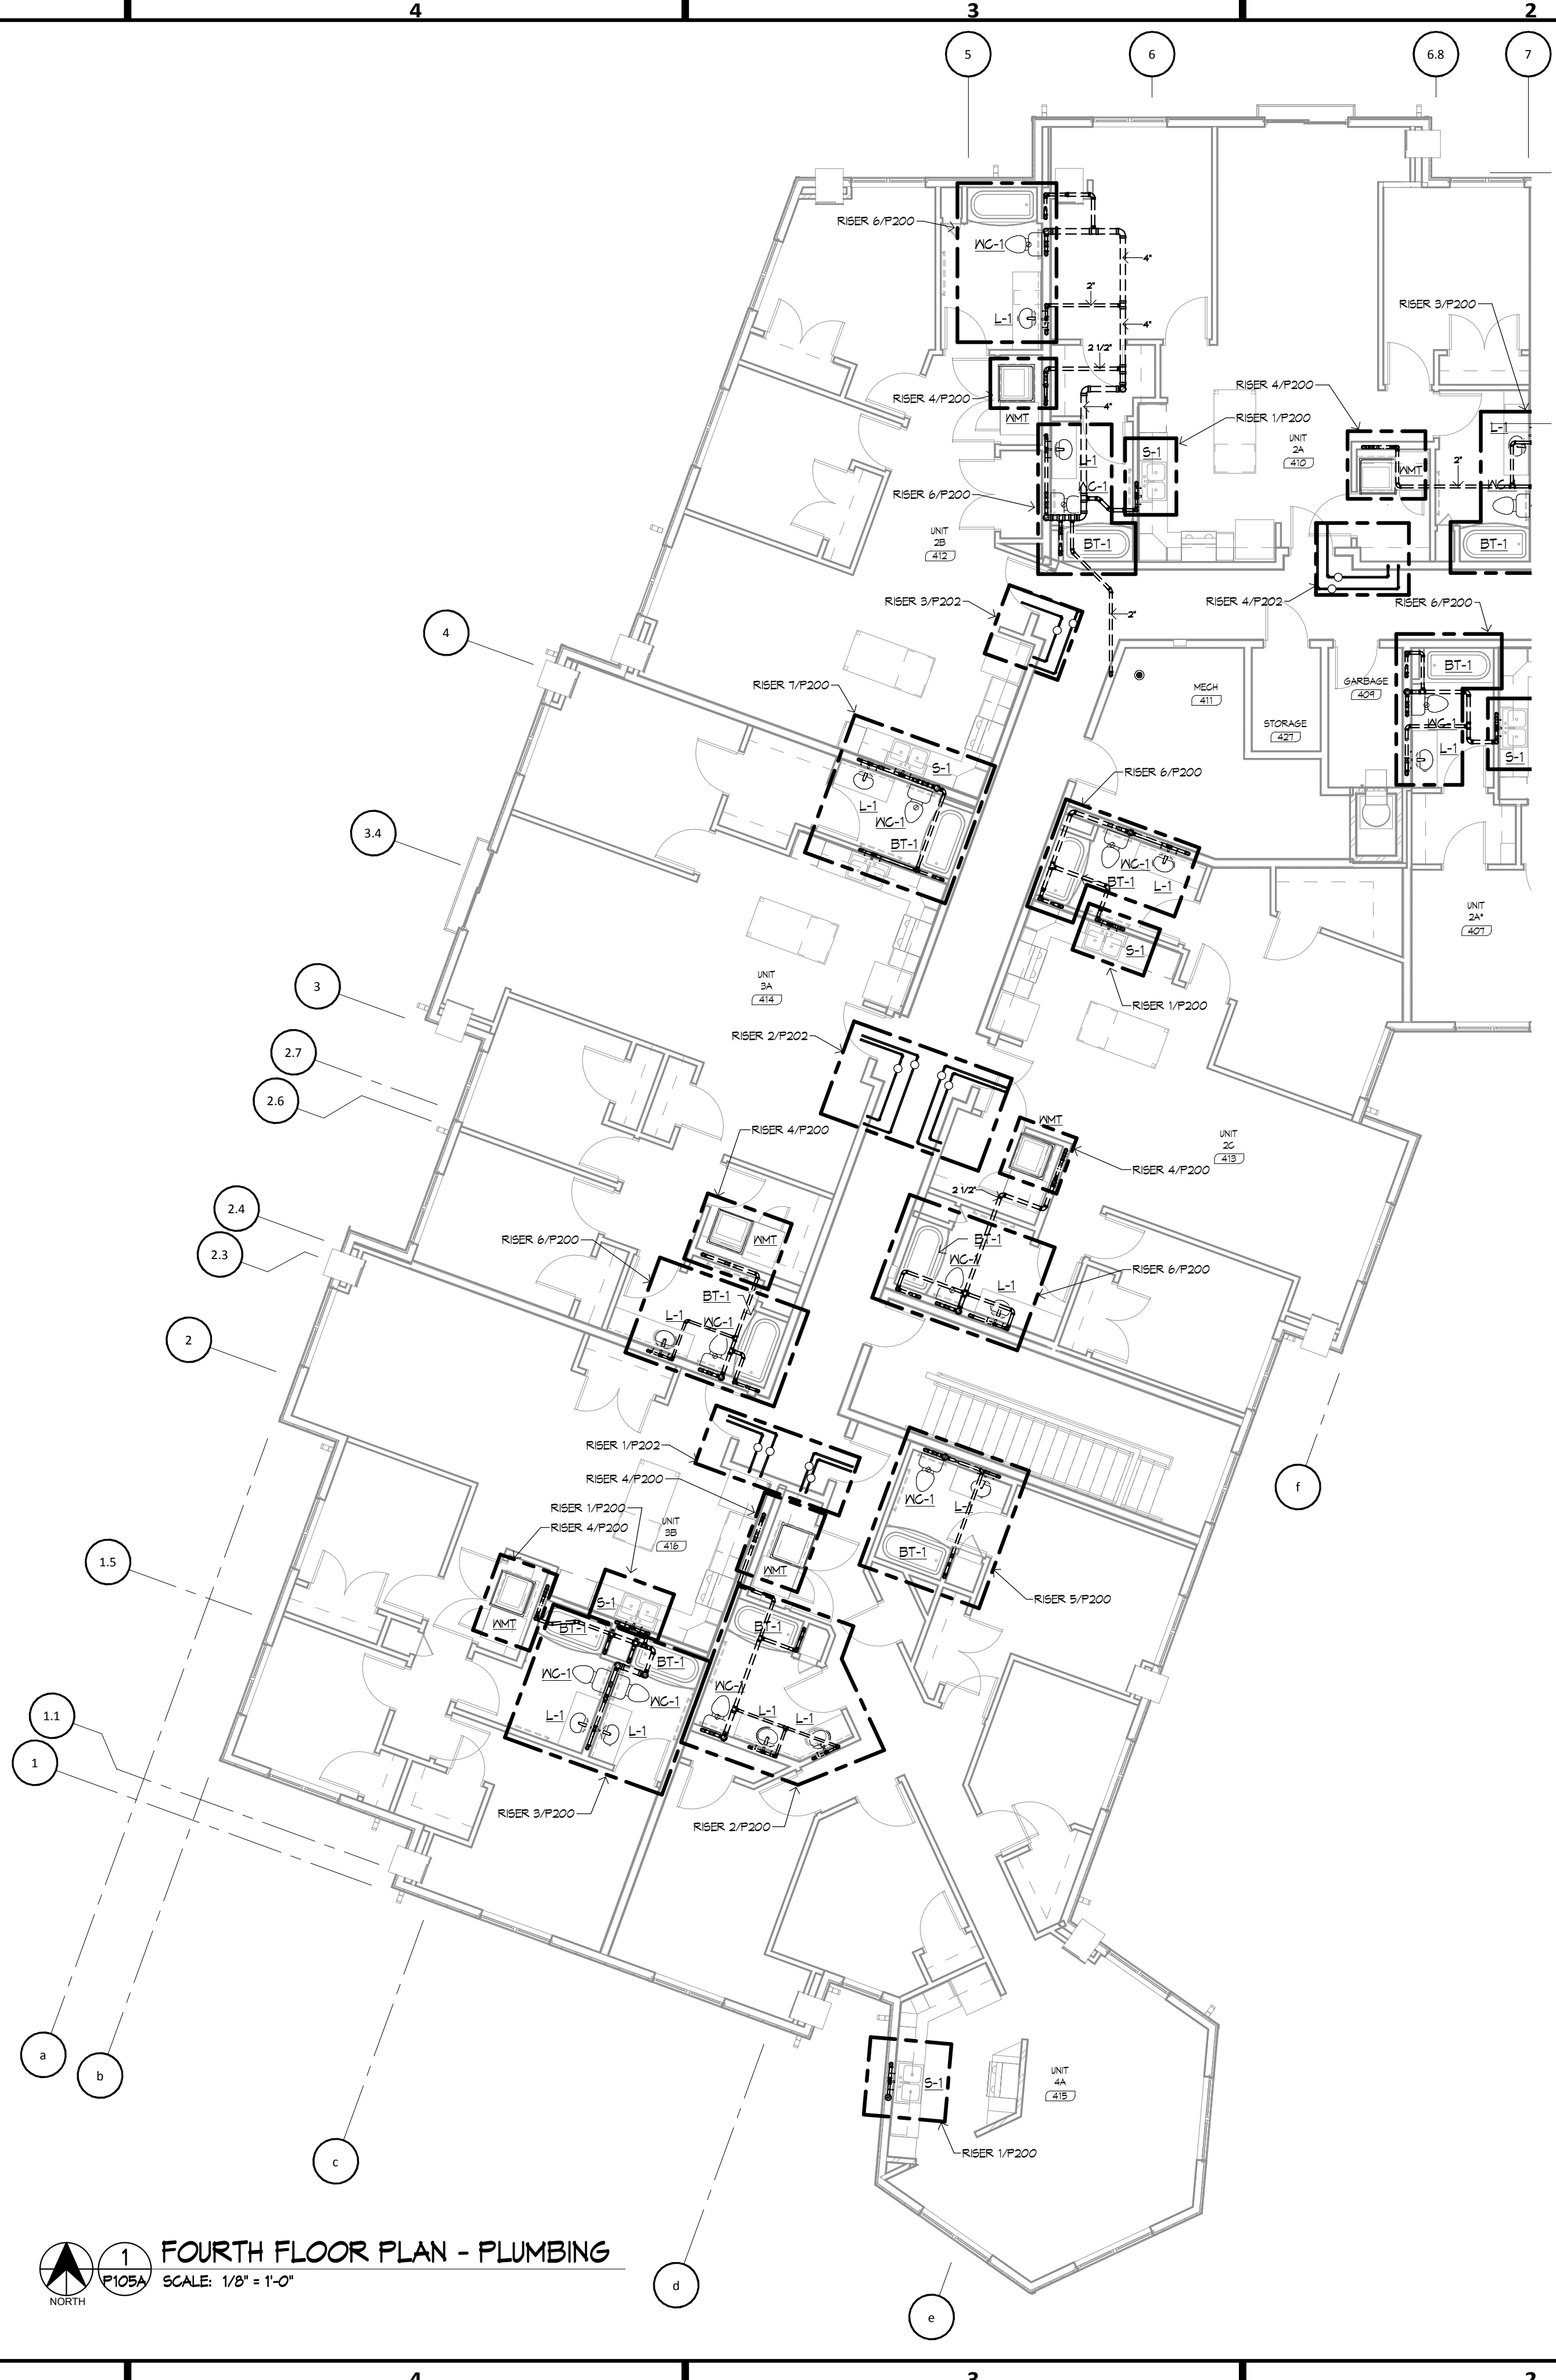 4
3
2
5
6
6.8
7
RISER 6/P200
WC-1
4"
2"
RISER 3/P200
L-1
4"
2 1/2"
RISER 4/P200
RISER 4/P200
4"
WMT
RISER 1/P200
L-1
UNIT
2A
410
S-1
L-1
WMT
2"
WC-1
RISER 6/P200
UNIT
2B
412
BT-1
BT-1
RISER 3/P202
RISER 4/P202
RISER 6/P200
2"
4
BT-1
RISER 7/P200
MECH
411
GARBAGE
409
STORAGE
427
WC-1
L-1
S-1
S-1
RISER 6/P200
L-1
WC-1
3.4
BT-1
WC-1
BT-1
L-1
UNIT
2A*
407
S-1
UNIT
3A
414
3
RISER 1/P200
RISER 2/P202
2.7
2.6
WMT
RISER 4/P200
UNIT
2C
413
RISER 4/P200
2 1/2"
2.4
RISER 6/P200
WMT
BT-1
2.3
WC-1
RISER 6/P200
BT-1
L-1
L-1
WC-1
2
RISER 1/P202
RISER 4/P200
f
WC-1
L-1
RISER 1/P200
RISER 4/P200
UNIT
3B
416
BT-1
1.5
WMT
S-1
WMT
RISER 5/P200
BT-1
BT-1
BT-1
WC-1
WC-1
WC-1
L-1
L-1
L-1
L-1
1.1
1
RISER 3/P200
RISER 2/P200
a
b
S-1
UNIT
4A
415
RISER 1/P200
c
1
P105A
FOURTH FLOOR PLAN - PLUMBING
SCALE: 1/8" = 1'-0"
NORTH
d
e
4
3
2